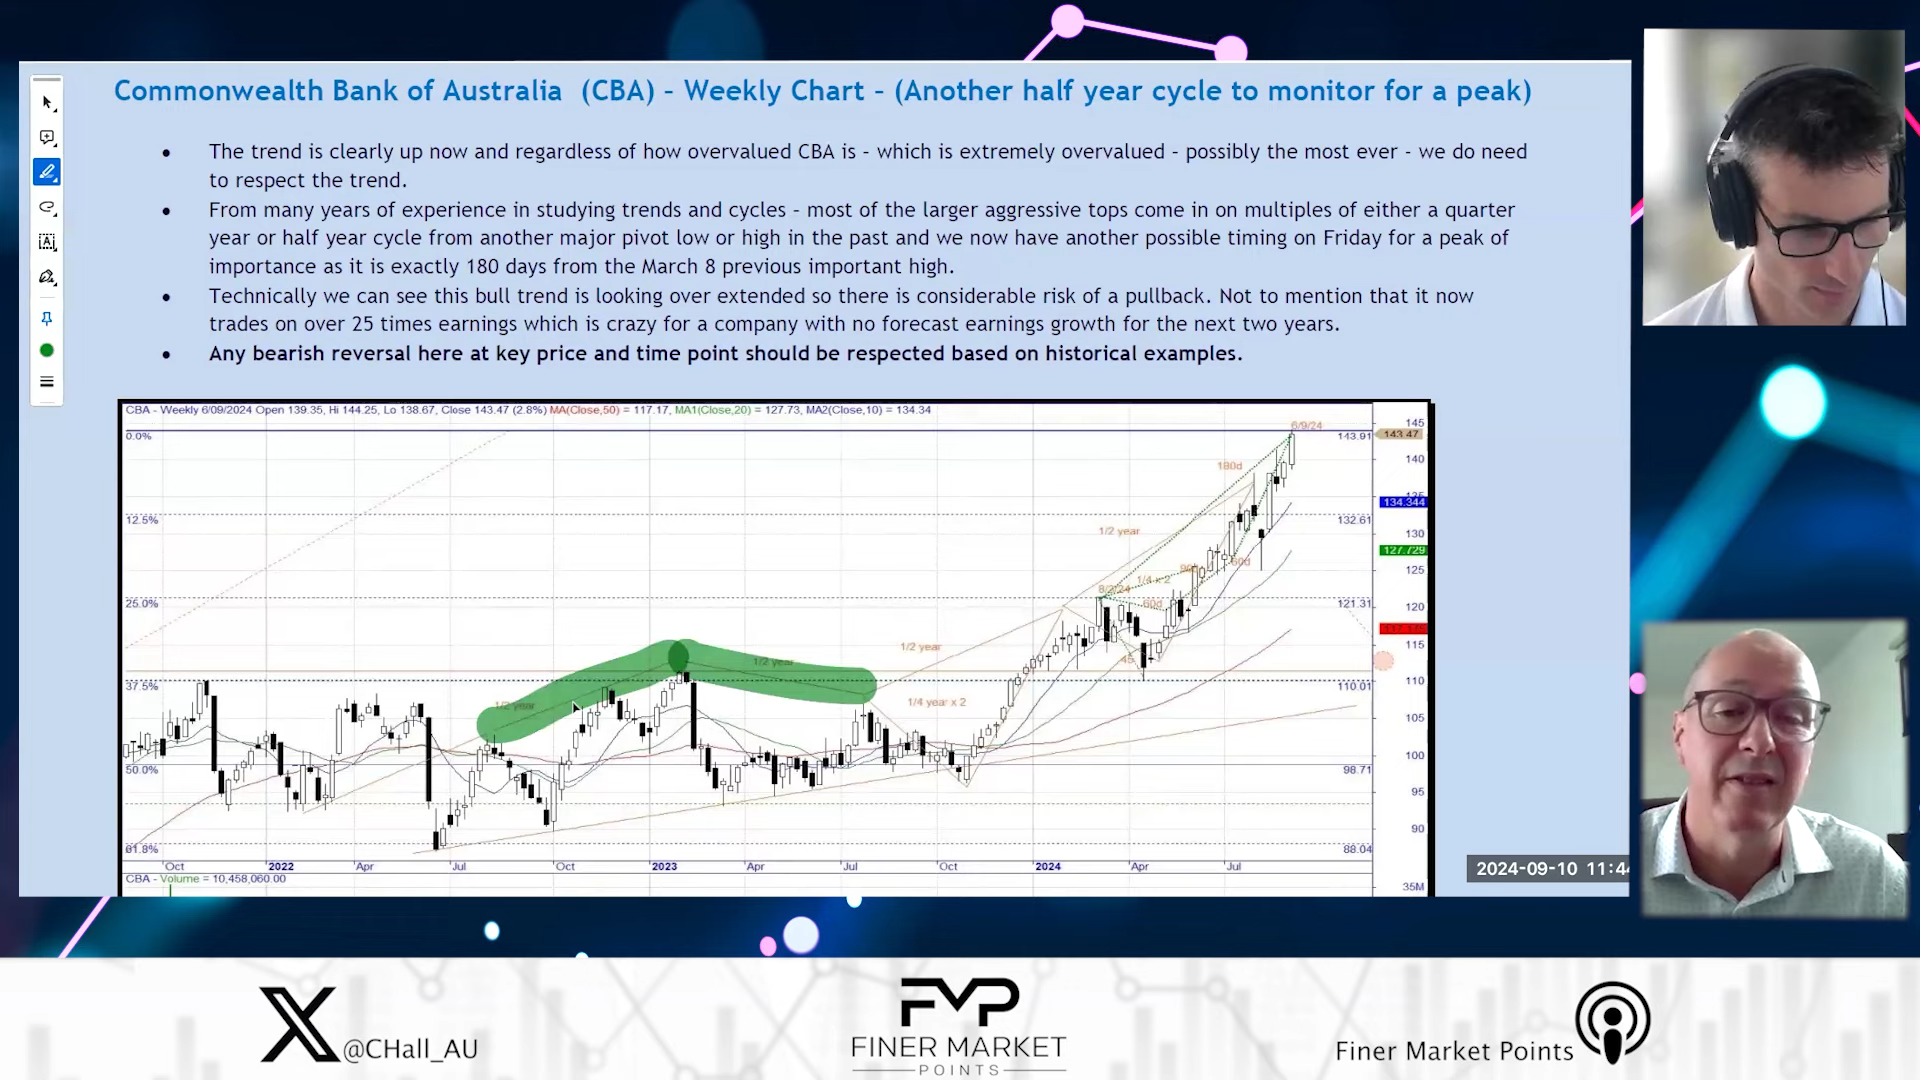 Commonwealth Bank of Australia (CBA) – Weekly Chart – (Another half year cycle to monitor for a peak)
• The trend is clearly up now and regardless of how overvalued CBA is – which is extremely overvalued – possibly the most ever - we do need
to respect the trend.
• From many years of experience in studying trends and cycles – most of the larger aggressive tops come in on multiples of either a quarter
year or half year cycle from another major pivot low or high in the past and we now have another possible timing on Friday for a peak of
importance as it is exactly 180 days from the March 8 previous important high.
• Technically we can see this bull trend is looking over extended so there is considerable risk of a pullback. Not to mention that it now
trades on over 25 times earnings which is crazy for a company with no forecast earnings growth for the next two years.
• Any bearish reversal here at key price and time point should be respected based on historical examples.
CBA - Weekly 6/09/2024 Open 139.35, Hi 144.25, Lo 138.67, Close 143.47 (2.8%) MA(Close,50) = 117.17, MA1(Close,20) = 127.73, MA2(Close,10) = 134.34
6/9/24
145
0.0%
143.91
143.47
140
180d
134.344
12.5%
132.61
1/2 year
130
127.729
125
60d
1/4 x 2
25.0%
60d
121.31
120
115
1/2 year
1/2 year
45
37.5%
110.01
110
1/2 year
1/4 year x 2
105
100
50.0%
98.71
95
90
61.8%
88.04
Oct 2022 Apr Jul Oct 2023 Apr Jul Oct 2024 Apr Jul
CBA - Volume = 10,458,060.00
35M
2024-09-10 11:4
@CHall_AU
FMP
FINER MARKET
POINTS
Finer Market Points